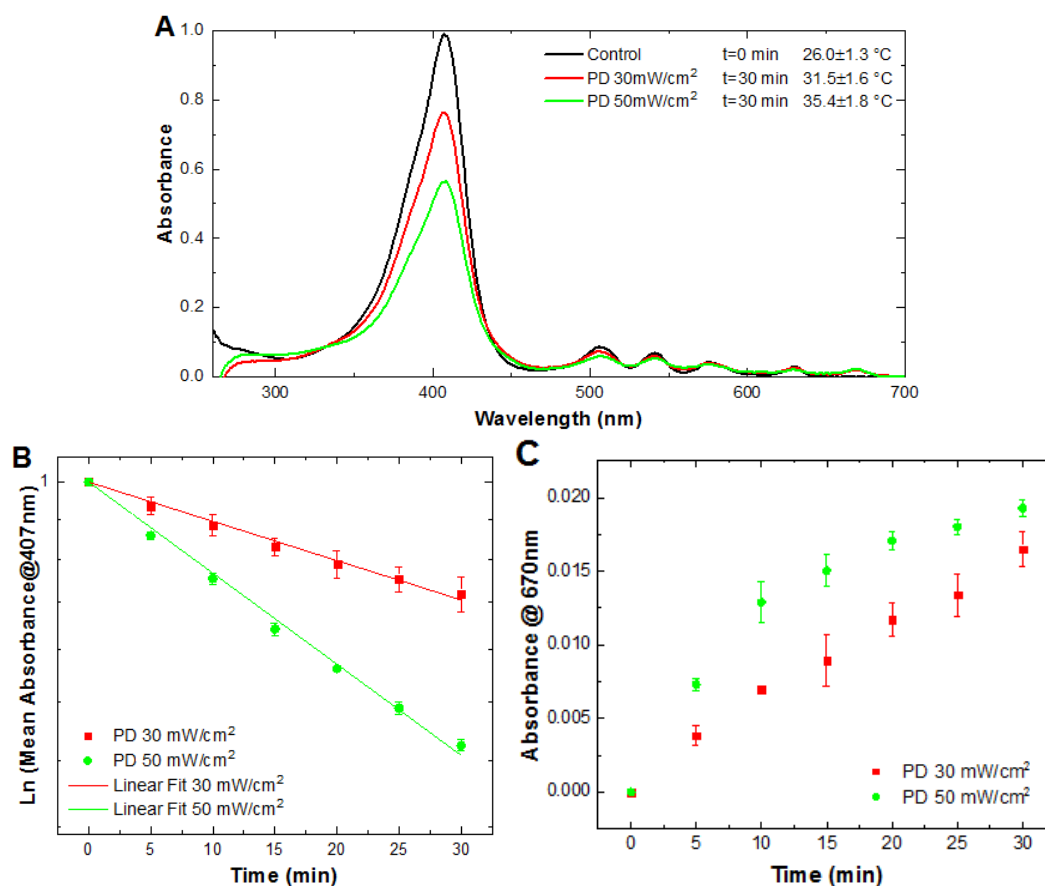 A
Control t=0 min 26.0±1.3 °C
PD 30mW/cm² t=30 min 31.5±1.6 °C
PD 50mW/cm² t=30 min 35.4±1.8 °C
1.0
0.8
0.6
0.4
0.2
0.0
Absorbance
300 400 500 600 700
Wavelength (nm)
B
1
Ln (Mean Absorbance@407nm)
PD 30 mW/cm²
PD 50 mW/cm²
Linear Fit 30 mW/cm²
Linear Fit 50 mW/cm²
0 5 10 15 20 25 30
Time (min)
C
0.020
0.015
0.010
0.005
0.000
Absorbance @ 670nm
PD 30 mW/cm²
PD 50 mW/cm²
0 5 10 15 20 25 30
Time (min)